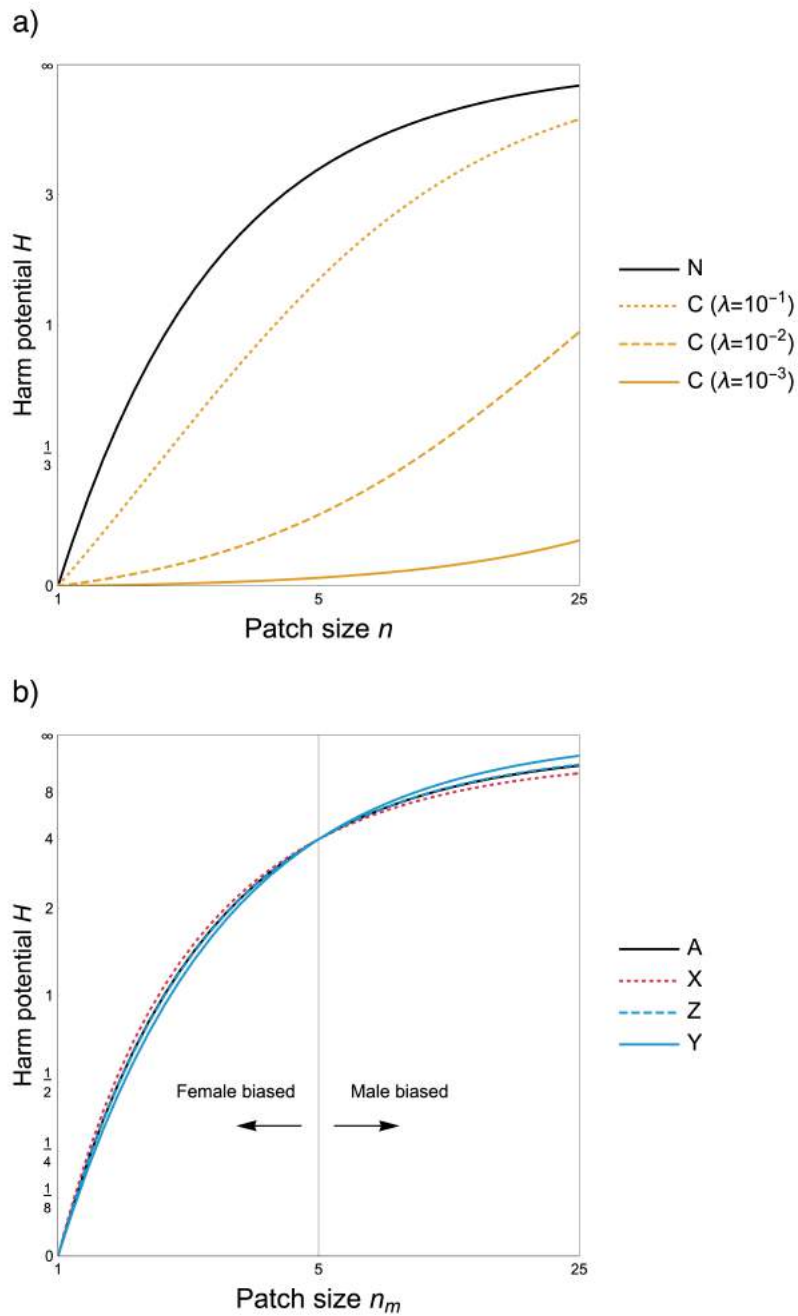 a)
∞
3
1
1
3
0
1
5
25
Harm potential H
Patch size n
N
C (λ=10⁻¹)
C (λ=10⁻²)
C (λ=10⁻³)
b)
∞
8
4
2
1
1
2
1
4
1
8
0
1
5
25
Harm potential H
Female biased
Male biased
Patch size nₘ
A
X
Z
Y